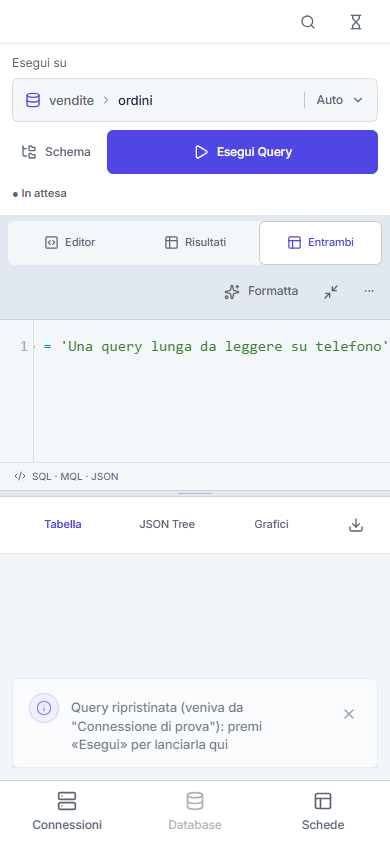 Esegui su
vendite > ordini
Auto
Schema
Esegui Query
• In attesa
Editor
Risultati
Entrambi
Formatta
...
1
= 'Una query lunga da leggere su telefono'
</> SQL · MQL · JSON
Tabella
JSON Tree
Grafici
Query ripristinata (veniva da
"Connessione di prova"): premi
«Esegui» per lanciarla qui
Connessioni
Database
Schede